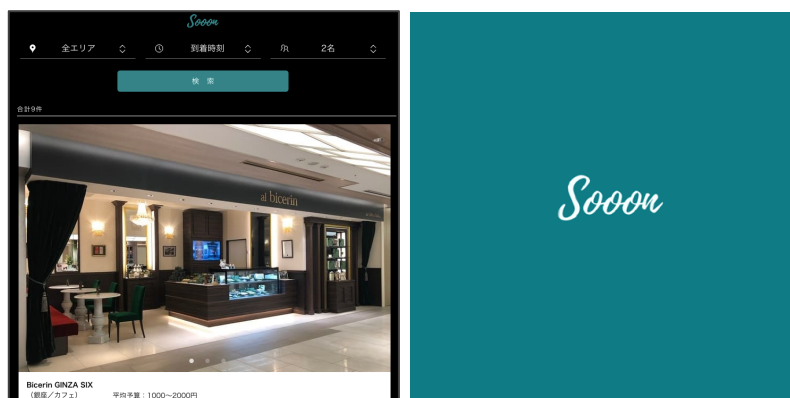 Sooon
全エリア 到着時刻 2名
検 索
合計9件
al bicerin
Bicerin GINZA SIX
(銀座/カフェ) 平均予算:1000〜2000円
Sooon